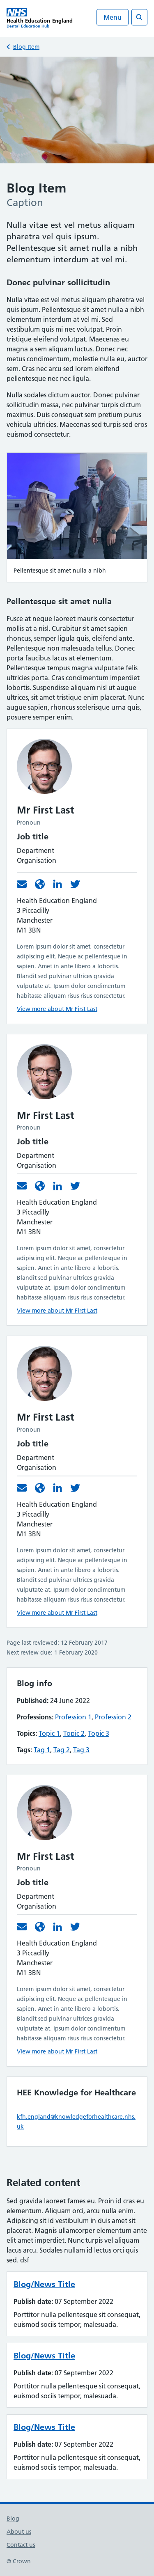 NHS
Health Education England
Dental Education Hub
Menu
Blog Item
Blog Item
Caption
Nulla vitae est vel metus aliquam
pharetra vel quis ipsum.
Pellentesque sit amet nulla a nibh
elementum interdum at vel mi.
Donec pulvinar sollicitudin
Nulla vitae est vel metus aliquam pharetra vel quis
ipsum. Pellentesque sit amet nulla a nibh
elementum interdum at vel mi. Sed
vestibulum quis mi nec volutpat. Proin
tristique eleifend volutpat. Maecenas eu
magna a sem aliquam luctus. Donec nec lacus
condimentum, molestie nulla eu, auctor
sem. Cras ac nunc sed lorem eleifend
pellentesque nec nec ligula.
Nulla sodales dictum auctor. Donec pulvinar
sollicitudin massa, nec pulvinar turpis dictum
maximus. Duis consequat sem pretium purus
vehicula ultricies. Maecenas sed turpis sed eros
euismod consectetur.
Pellentesque sit amet nulla a nibh
Pellentesque sit amet nulla
Fusce at neque laoreet mauris consectetur
mollis at a nisl. Curabitur sit amet sapien
rhoncus, semper ligula quis, eleifend ante.
Pellentesque non malesuada tellus. Donec
porta faucibus lacus at elementum.
Pellentesque tempus magna vulputate felis
ultricies porta. Cras condimentum imperdiet
lobortis. Suspendisse aliquam nisl ut augue
ultrices, sit amet tristique enim placerat. Nunc
augue sapien, rhoncus scelerisque urna quis,
posuere semper enim.
Mr First Last
Pronoun
Job title
Department
Organisation
Health Education England
3 Piccadilly
Manchester
M1 3BN
Lorem ipsum dolor sit amet, consectetur
adipiscing elit. Neque ac pellentesque in
sapien. Amet in ante libero a lobortis.
Blandit sed pulvinar ultrices gravida
vulputate at. Ipsum dolor condimentum
habitasse aliquam risus risus consectetur.
View more about Mr First Last
Mr First Last
Pronoun
Job title
Department
Organisation
Health Education England
3 Piccadilly
Manchester
M1 3BN
Lorem ipsum dolor sit amet, consectetur
adipiscing elit. Neque ac pellentesque in
sapien. Amet in ante libero a lobortis.
Blandit sed pulvinar ultrices gravida
vulputate at. Ipsum dolor condimentum
habitasse aliquam risus risus consectetur.
View more about Mr First Last
Mr First Last
Pronoun
Job title
Department
Organisation
Health Education England
3 Piccadilly
Manchester
M1 3BN
Lorem ipsum dolor sit amet, consectetur
adipiscing elit. Neque ac pellentesque in
sapien. Amet in ante libero a lobortis.
Blandit sed pulvinar ultrices gravida
vulputate at. Ipsum dolor condimentum
habitasse aliquam risus risus consectetur.
View more about Mr First Last
Page last reviewed: 12 February 2017
Next review due: 1 February 2020
Blog info
Published: 24 June 2022
Professions: Profession 1, Profession 2
Topics: Topic 1, Topic 2, Topic 3
Tags: Tag 1, Tag 2, Tag 3
Mr First Last
Pronoun
Job title
Department
Organisation
Health Education England
3 Piccadilly
Manchester
M1 3BN
Lorem ipsum dolor sit amet, consectetur
adipiscing elit. Neque ac pellentesque in
sapien. Amet in ante libero a lobortis.
Blandit sed pulvinar ultrices gravida
vulputate at. Ipsum dolor condimentum
habitasse aliquam risus risus consectetur.
View more about Mr First Last
HEE Knowledge for Healthcare
kfh.england@knowledgeforhealthcare.nhs.
uk
Related content
Sed gravida laoreet fames eu. Proin id cras in eu
elementum. Aliquam odio orci, arcu nulla enim.
Adipiscing in id vestibulum in duis amet sit
placerat. Magnis ullamcorper elementum mattis
elit amet imperdiet. Nunc turpis vel aliquam
risus. Sodales nullam id lectus orci quis
sed. dsf
Blog/News Title
Publish date: 07 September 2022
Porttitor nulla pellentesque sit consequat,
euismod sociis tempor, malesuada.
Blog/News Title
Publish date: 07 September 2022
Porttitor nulla pellentesque sit consequat,
euismod sociis tempor, malesuada.
Blog/News Title
Publish date: 07 September 2022
Porttitor nulla pellentesque sit consequat,
euismod sociis tempor, malesuada.
Blog
About us
Contact us
© Crown